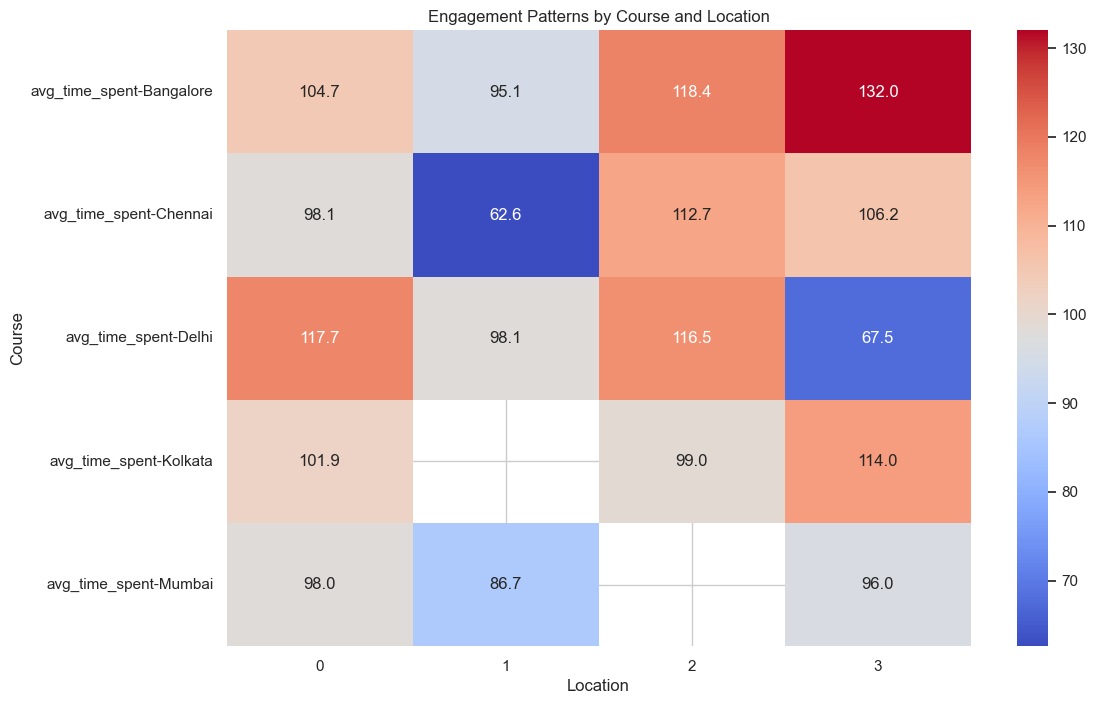 Engagement Patterns by Course and Location
Course
avg_time_spent-Bangalore 104.7 95.1 118.4 132.0
avg_time_spent-Chennai 98.1 62.6 112.7 106.2
avg_time_spent-Delhi 117.7 98.1 116.5 67.5
avg_time_spent-Kolkata 101.9 99.0 114.0
avg_time_spent-Mumbai 98.0 86.7 96.0
0 1 2 3
Location
130
120
110
100
90
80
70